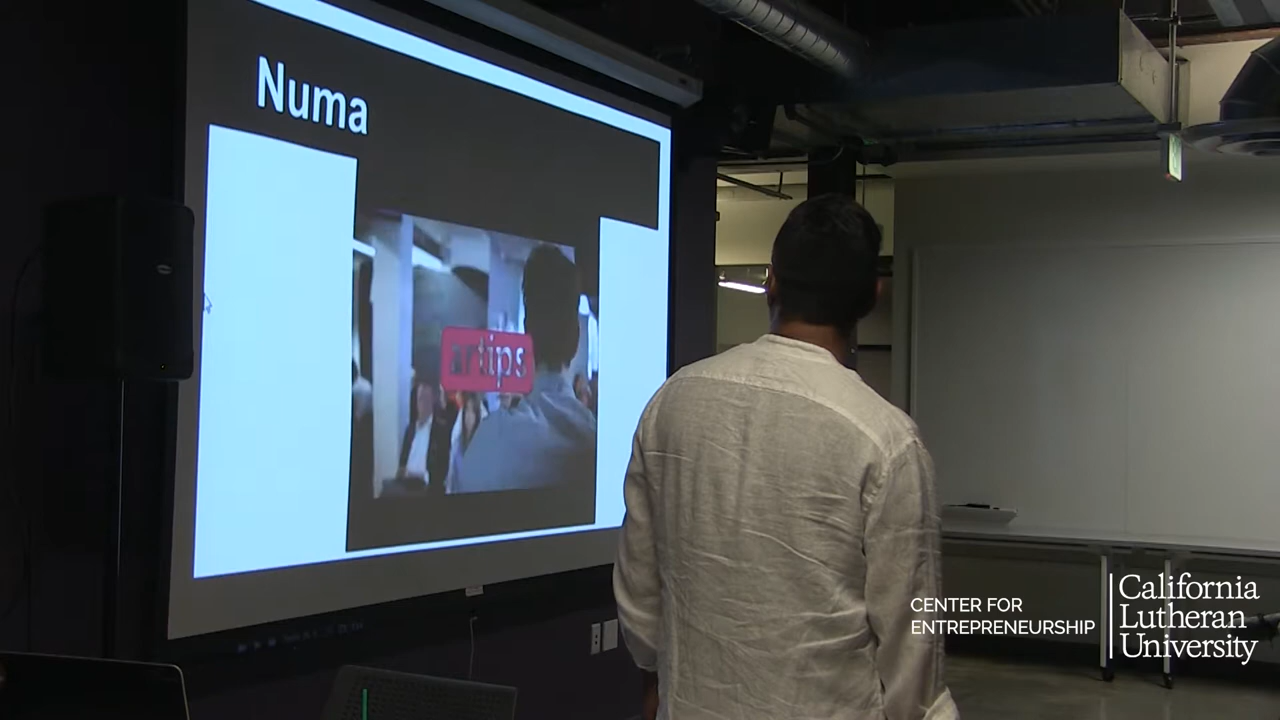 Numa
artips
CENTER FOR
ENTREPRENEURSHIP
California
Lutheran
University